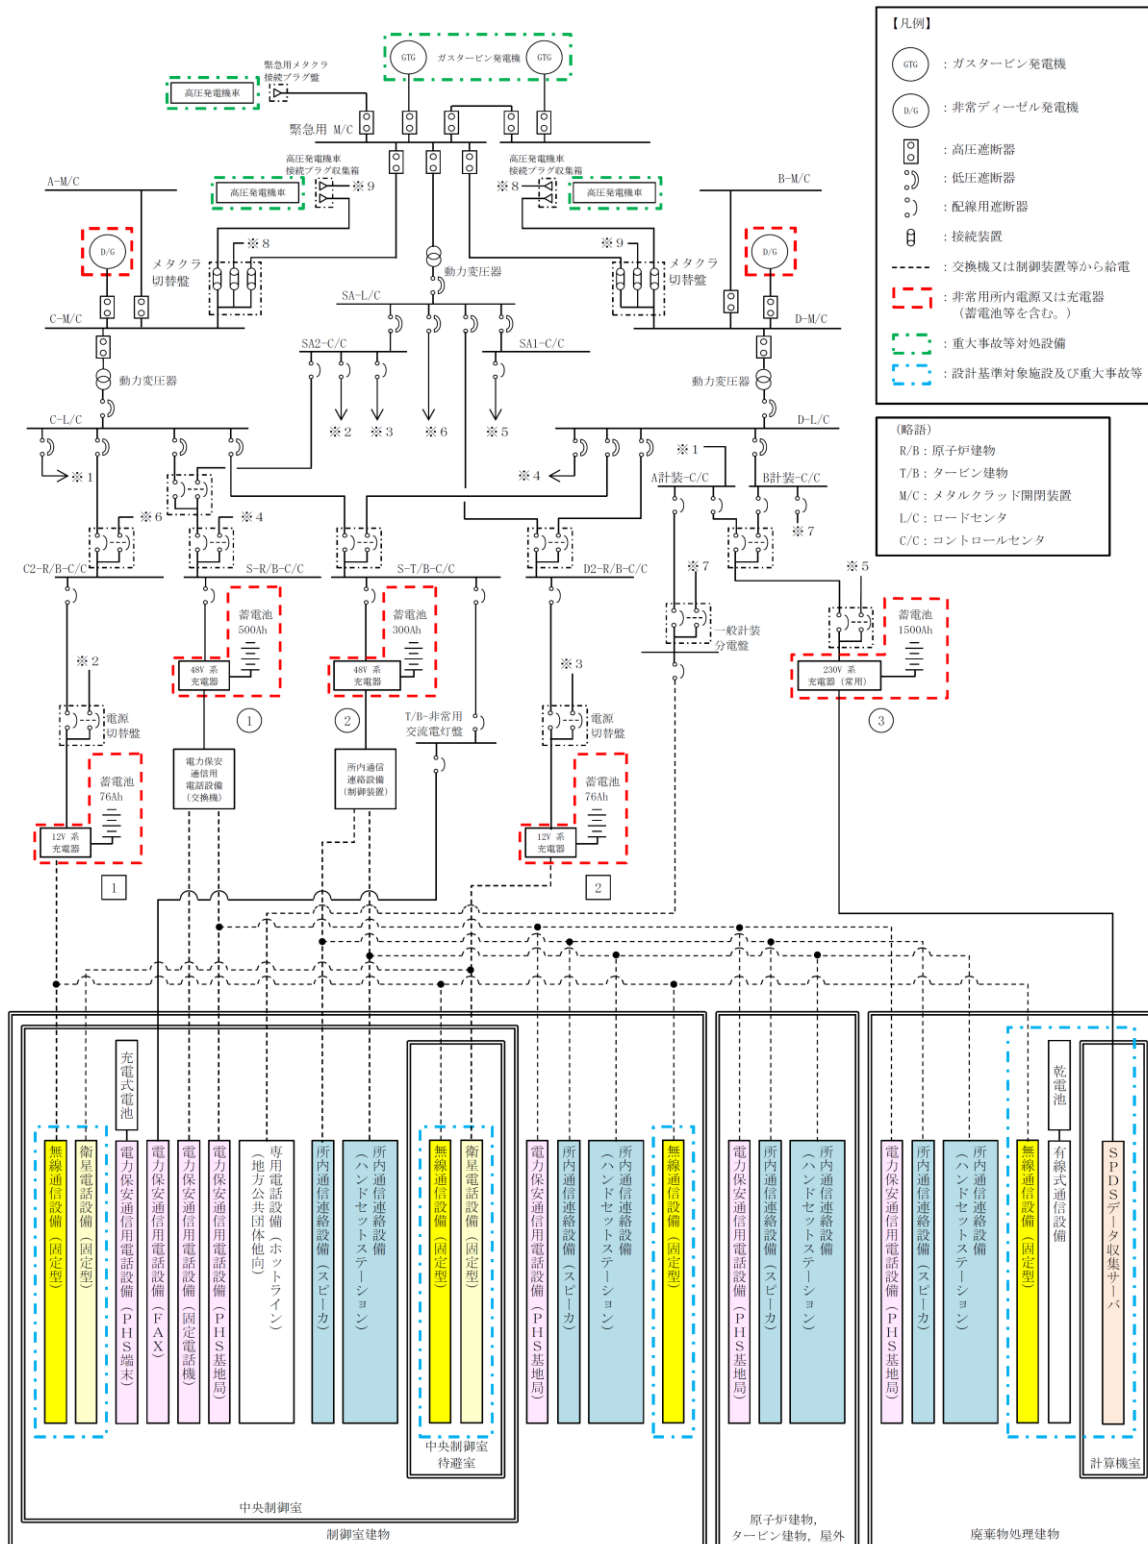 【凡例】
GTG
：ガスタービン発電機
D/G
：非常ディーゼル発電機
：高圧遮断器
：低圧遮断器
：配線用遮断器
：接続装置
：交換機又は制御装置等から給電
：非常用所内電源又は充電器
（蓄電池等を含む。）
：重大事故等対処設備
：設計基準対象施設及び重大事故等
（略語）
R/B：原子炉建物
T/B：タービン建物
M/C：メタルクラッド開閉装置
L/C：ロードセンタ
C/C：コントロールセンタ
緊急用メタクラ
接続プラグ盤
高圧発電機車
GTG
ガスタービン発電機
GTG
緊急用 M/C
高圧発電機車
接続プラグ収集箱
高圧発電機車
接続プラグ収集箱
A-M/C
B-M/C
高圧発電機車
※9
※8
高圧発電機車
D/G
D/G
※8
※9
メタクラ
切替盤
動力変圧器
メタクラ
切替盤
SA-L/C
C-M/C
D-M/C
SA2-C/C
SA1-C/C
動力変圧器
動力変圧器
C-L/C
※2
※3
※6
※5
D-L/C
※1
※4
※1
A計装-C/C
B計装-C/C
※6
※4
※7
C2-R/B-C/C
S-R/B-C/C
S-T/B-C/C
D2-R/B-C/C
※7
※5
蓄電池
500Ah
蓄電池
300Ah
一般計装
分電盤
蓄電池
1500Ah
※2
48V 系
充電器
48V 系
充電器
※3
230V 系
充電器（常用）
①
②
③
電源
切替盤
T/B-非常用
交流電灯盤
電源
切替盤
電力保安
通信用
電話設備
（交換機）
所内通信
連絡設備
（制御装置）
蓄電池
76Ah
蓄電池
76Ah
12V 系
充電器
12V 系
充電器
1
2
無線通信設備（固定型）
衛星電話設備（固定型）
充電式電池
電力保安通信用電話設備（PHS端末）
電力保安通信用電話設備（FAX）
電力保安通信用電話設備（固定電話機）
電力保安通信用電話設備（PHS基地局）
専用電話設備（ホットライン）
（地方公共団体他向）
所内通信連絡設備（スピーカ）
所内通信連絡設備
（ハンドセットステーション）
無線通信設備（固定型）
衛星電話設備（固定型）
中央制御室
待避室
中央制御室
電力保安通信用電話設備（PHS基地局）
所内通信連絡設備（スピーカ）
所内通信連絡設備
（ハンドセットステーション）
無線通信設備（固定型）
制御室建物
電力保安通信用電話設備（PHS基地局）
所内通信連絡設備（スピーカ）
所内通信連絡設備
（ハンドセットステーション）
原子炉建物，
タービン建物，屋外
電力保安通信用電話設備（PHS基地局）
所内通信連絡設備（スピーカ）
所内通信連絡設備
（ハンドセットステーション）
無線通信設備（固定型）
乾電池
有線式通信設備
SPDSデータ収集サーバ
計算機室
廃棄物処理建物